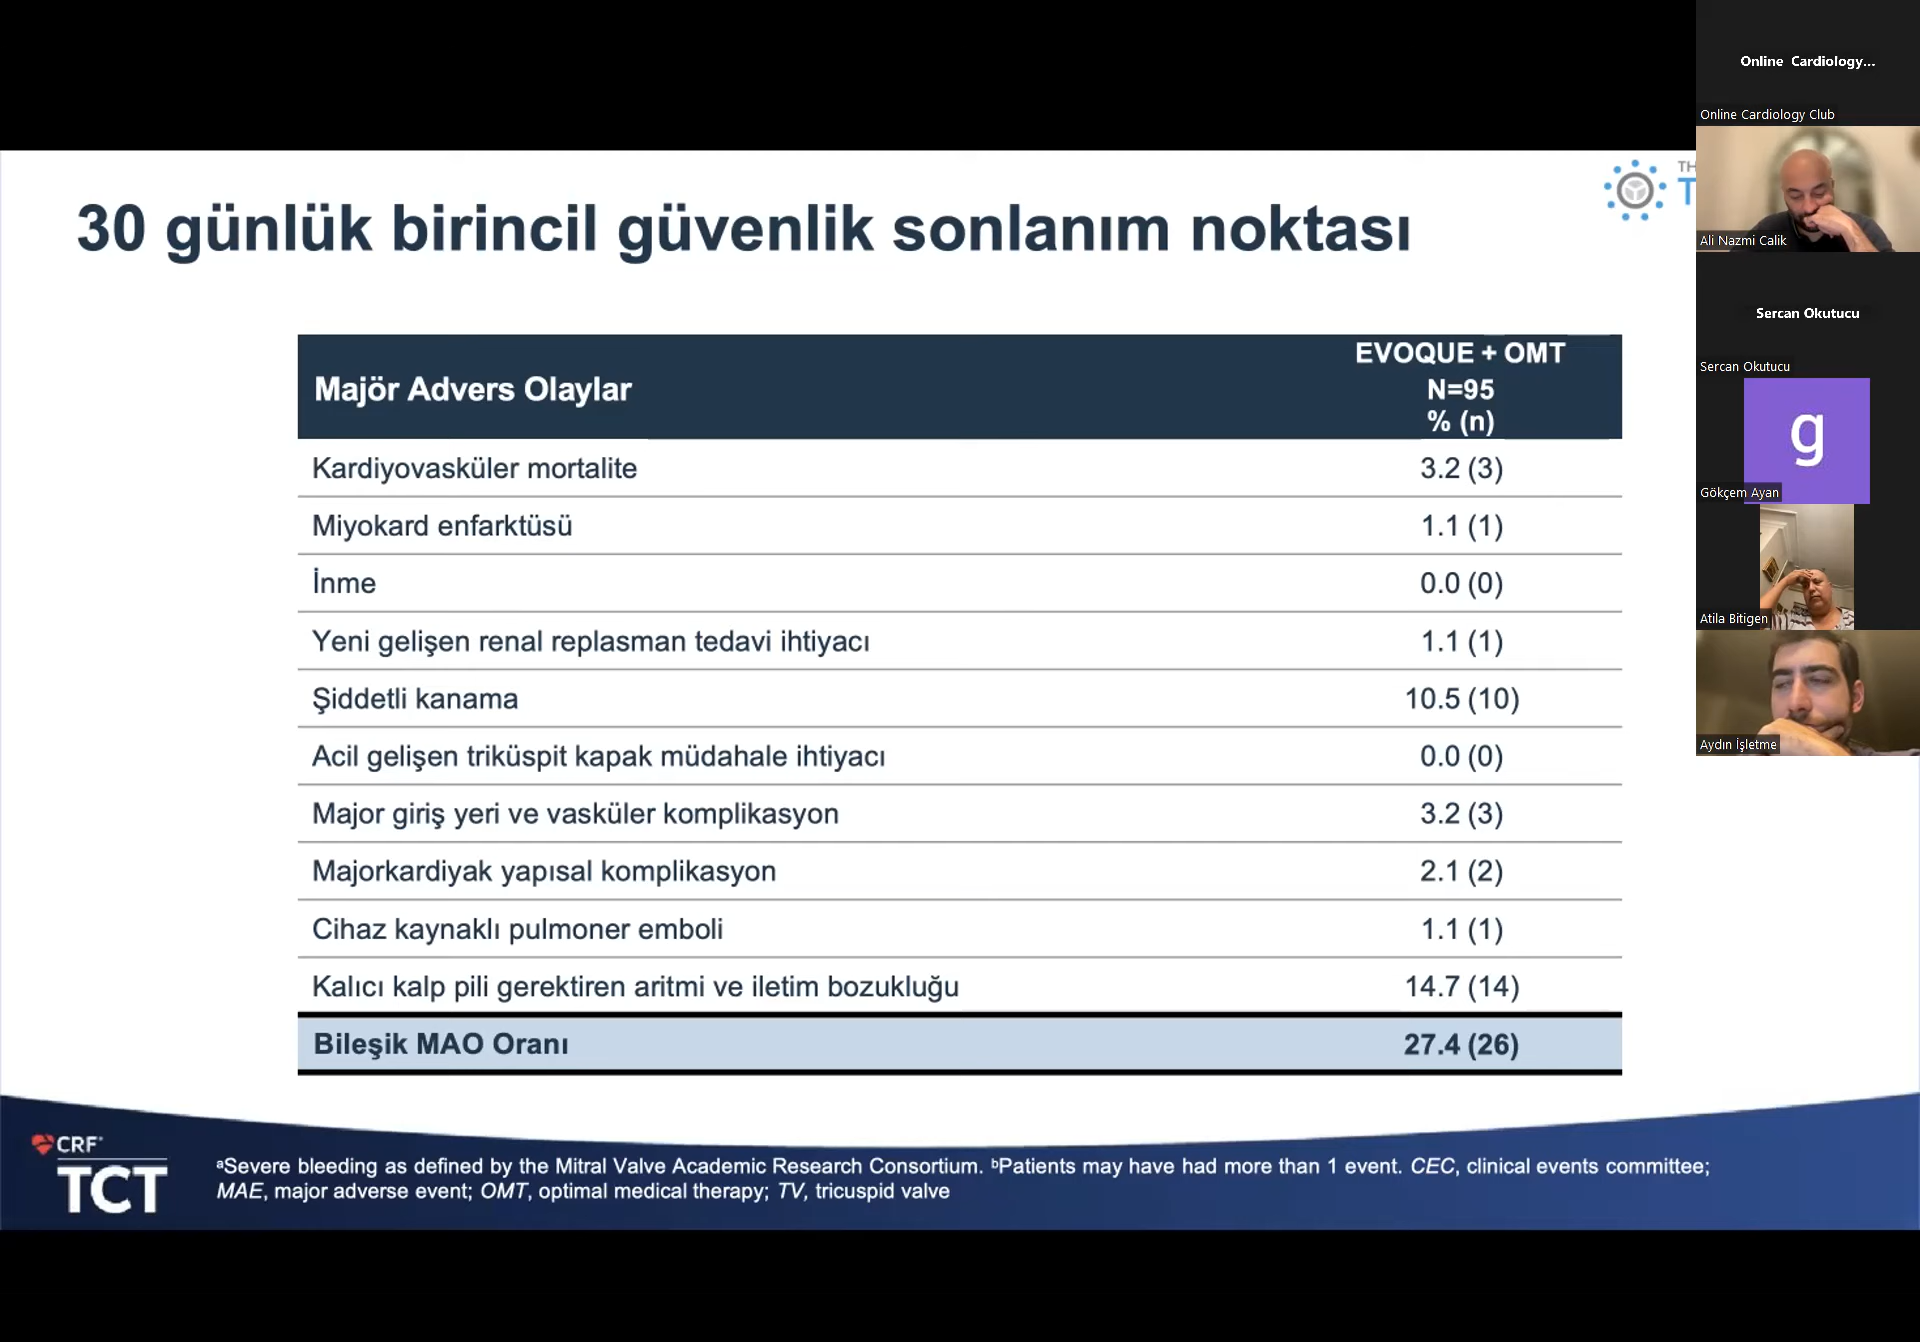 30 günlük birincil güvenlik sonlanım noktası
TH
T
Majör Advers Olaylar
EVOQUE + OMT
N=95
% (n)
Kardiyovasküler mortalite 3.2 (3)
Miyokard enfarktüsü 1.1 (1)
İnme 0.0 (0)
Yeni gelişen renal replasman tedavi ihtiyacı 1.1 (1)
Şiddetli kanama 10.5 (10)
Acil gelişen triküspit kapak müdahale ihtiyacı 0.0 (0)
Major giriş yeri ve vasküler komplikasyon 3.2 (3)
Majorkardiyak yapısal komplikasyon 2.1 (2)
Cihaz kaynaklı pulmoner emboli 1.1 (1)
Kalıcı kalp pili gerektiren aritmi ve iletim bozukluğu 14.7 (14)
Bileşik MAO Oranı 27.4 (26)
CRF
TCT
ᵃSevere bleeding as defined by the Mitral Valve Academic Research Consortium. ᵇPatients may have had more than 1 event. CEC, clinical events committee;
MAE, major adverse event; OMT, optimal medical therapy; TV, tricuspid valve
Online Cardiology...
Online Cardiology Club
Ali Nazmi Calik
Sercan Okutucu
Sercan Okutucu
g
Gökçem Ayan
Atila Bitigen
Aydın İşletme